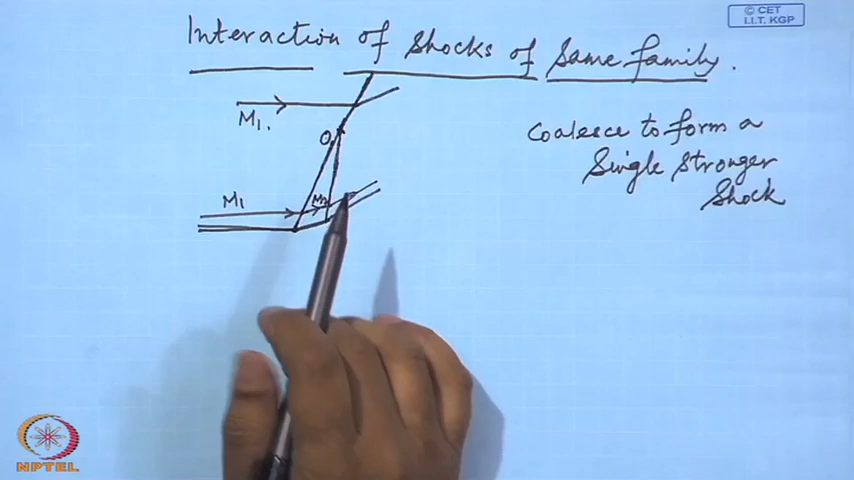 © CET
I.I.T. KGP
Interaction of Shocks of Same family.
M1.
Coalesce to form a
Single Stronger
Shock
O
M1
M2
NPTEL